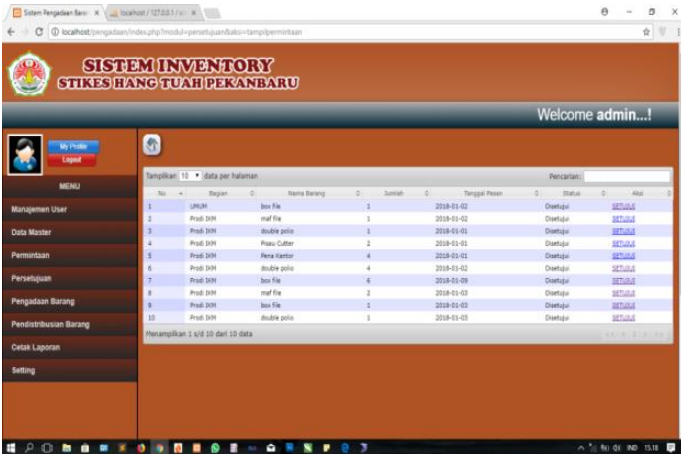 Sistem Pengadaan Baran
localhost / 127.0.0.1 /
localhost/pengadaan/index.php?modul=persetujuan&aksi=tampilpermintaan
SISTEM INVENTORY
STIKES HANG TUAH PEKANBARU
Welcome admin...!
My Profile
Logout
MENU
Manajemen User
Data Master
Permintaan
Persetujuan
Pengadaan Barang
Pendistribusian Barang
Cetak Laporan
Setting
Tampilkan 10 data per halaman
Pencarian:
No Bagian Nama Barang Jumlah Tanggal Pesan Status Aksi
1 UMUM box file 1 2018-01-02 Disetujui SETUJUI
2 Prodi IKM maf file 1 2018-01-02 Disetujui SETUJUI
3 Prodi IKM double polio 1 2018-01-01 Disetujui SETUJUI
4 Prodi IKM Pisau Cutter 2 2018-01-01 Disetujui SETUJUI
5 Prodi IKM Pena Kantor 4 2018-01-01 Disetujui SETUJUI
6 Prodi IKM double polio 4 2018-01-02 Disetujui SETUJUI
7 Prodi IKM box file 6 2018-01-09 Disetujui SETUJUI
8 Prodi IKM maf file 2 2018-01-03 Disetujui SETUJUI
9 Prodi IKM box file 1 2018-01-03 Disetujui SETUJUI
10 Prodi IKM double polio 1 2018-01-03 Disetujui SETUJUI
Menampilkan 1 s/d 10 dari 10 data
IND 15.18